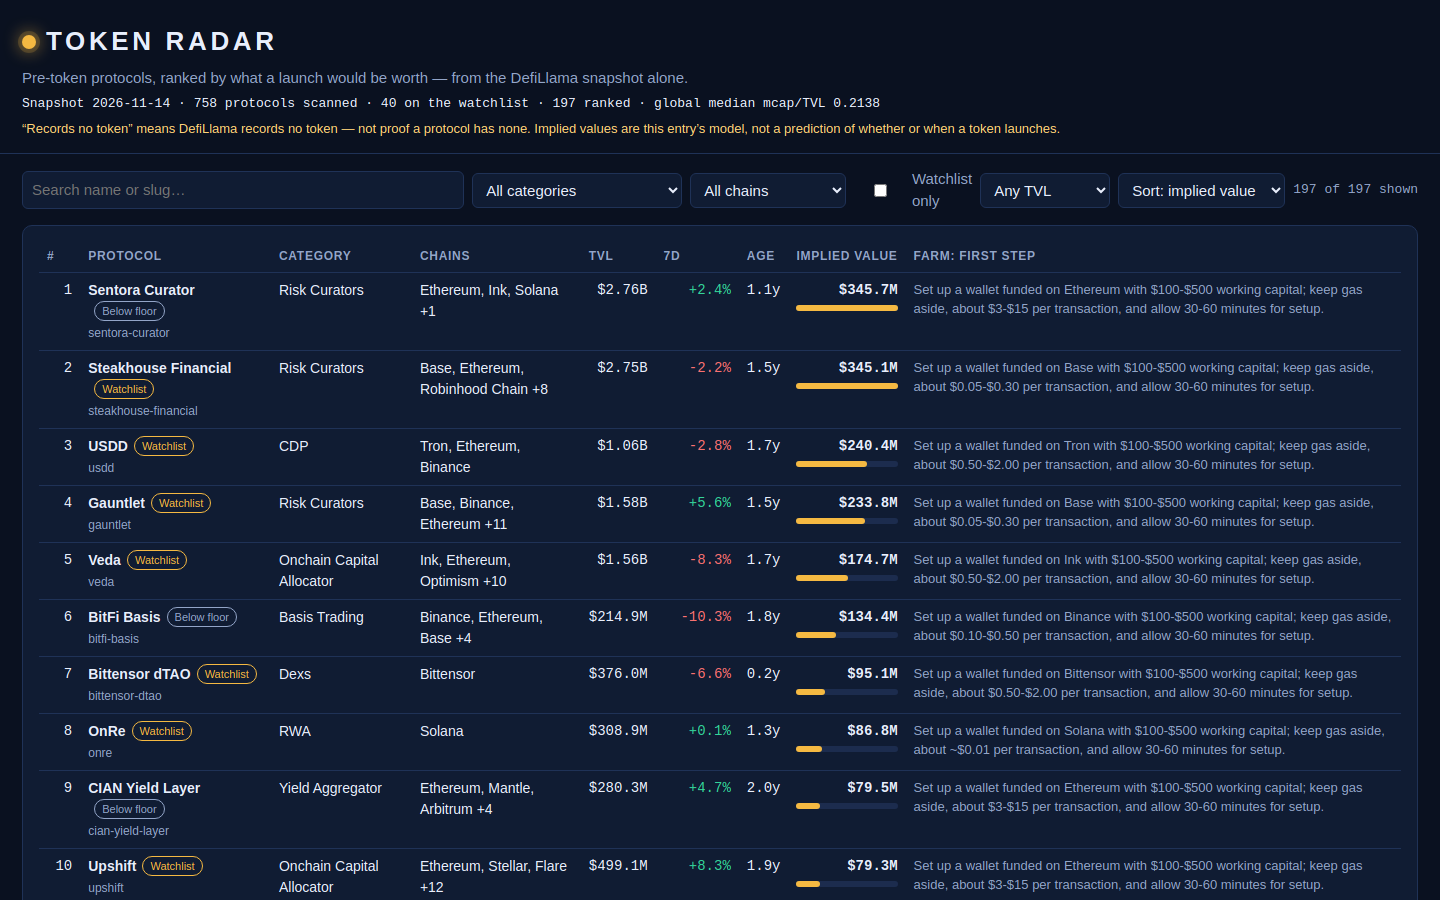 TOKEN RADAR
Pre-token protocols, ranked by what a launch would be worth — from the DefiLlama snapshot alone.
Snapshot 2026-11-14 · 758 protocols scanned · 40 on the watchlist · 197 ranked · global median mcap/TVL 0.2138
“Records no token” means DefiLlama records no token — not proof a protocol has none. Implied values are this entry’s model, not a prediction of whether or when a token launches.
Search name or slug…
All categories
All chains
Watchlist
only
Any TVL
Sort: implied value
197 of 197 shown
# PROTOCOL CATEGORY CHAINS TVL 7D AGE IMPLIED VALUE FARM: FIRST STEP
1 Sentora Curator Risk Curators Ethereum, Ink, Solana $2.76B +2.4% 1.1y $345.7M Set up a wallet funded on Ethereum with $100-$500 working capital; keep gas
Below floor +1 aside, about $3-$15 per transaction, and allow 30-60 minutes for setup.
sentora-curator
2 Steakhouse Financial Risk Curators Base, Ethereum, $2.75B -2.2% 1.5y $345.1M Set up a wallet funded on Base with $100-$500 working capital; keep gas aside,
Watchlist Robinhood Chain +8 about $0.05-$0.30 per transaction, and allow 30-60 minutes for setup.
steakhouse-financial
3 USDD Watchlist CDP Tron, Ethereum, $1.06B -2.8% 1.7y $240.4M Set up a wallet funded on Tron with $100-$500 working capital; keep gas aside,
usdd Binance about $0.50-$2.00 per transaction, and allow 30-60 minutes for setup.
4 Gauntlet Watchlist Risk Curators Base, Binance, $1.58B +5.6% 1.5y $233.8M Set up a wallet funded on Base with $100-$500 working capital; keep gas aside,
gauntlet Ethereum +11 about $0.05-$0.30 per transaction, and allow 30-60 minutes for setup.
5 Veda Watchlist Onchain Capital Ink, Ethereum, $1.56B -8.3% 1.7y $174.7M Set up a wallet funded on Ink with $100-$500 working capital; keep gas aside,
veda Allocator Optimism +10 about $0.50-$2.00 per transaction, and allow 30-60 minutes for setup.
6 BitFi Basis Below floor Basis Trading Binance, Ethereum, $214.9M -10.3% 1.8y $134.4M Set up a wallet funded on Binance with $100-$500 working capital; keep gas aside,
bitfi-basis Base +4 about $0.10-$0.50 per transaction, and allow 30-60 minutes for setup.
7 Bittensor dTAO Watchlist Dexs Bittensor $376.0M -6.6% 0.2y $95.1M Set up a wallet funded on Bittensor with $100-$500 working capital; keep gas
bittensor-dtao aside, about $0.50-$2.00 per transaction, and allow 30-60 minutes for setup.
8 OnRe Watchlist RWA Solana $308.9M +0.1% 1.3y $86.8M Set up a wallet funded on Solana with $100-$500 working capital; keep gas aside,
onre about ~$0.01 per transaction, and allow 30-60 minutes for setup.
9 CIAN Yield Layer Yield Aggregator Ethereum, Mantle, $280.3M +4.7% 2.0y $79.5M Set up a wallet funded on Ethereum with $100-$500 working capital; keep gas
Below floor Arbitrum +4 aside, about $3-$15 per transaction, and allow 30-60 minutes for setup.
cian-yield-layer
10 Upshift Watchlist Onchain Capital Ethereum, Stellar, Flare $499.1M +8.3% 1.9y $79.3M Set up a wallet funded on Ethereum with $100-$500 working capital; keep gas
upshift Allocator +12 aside, about $3-$15 per transaction, and allow 30-60 minutes for setup.